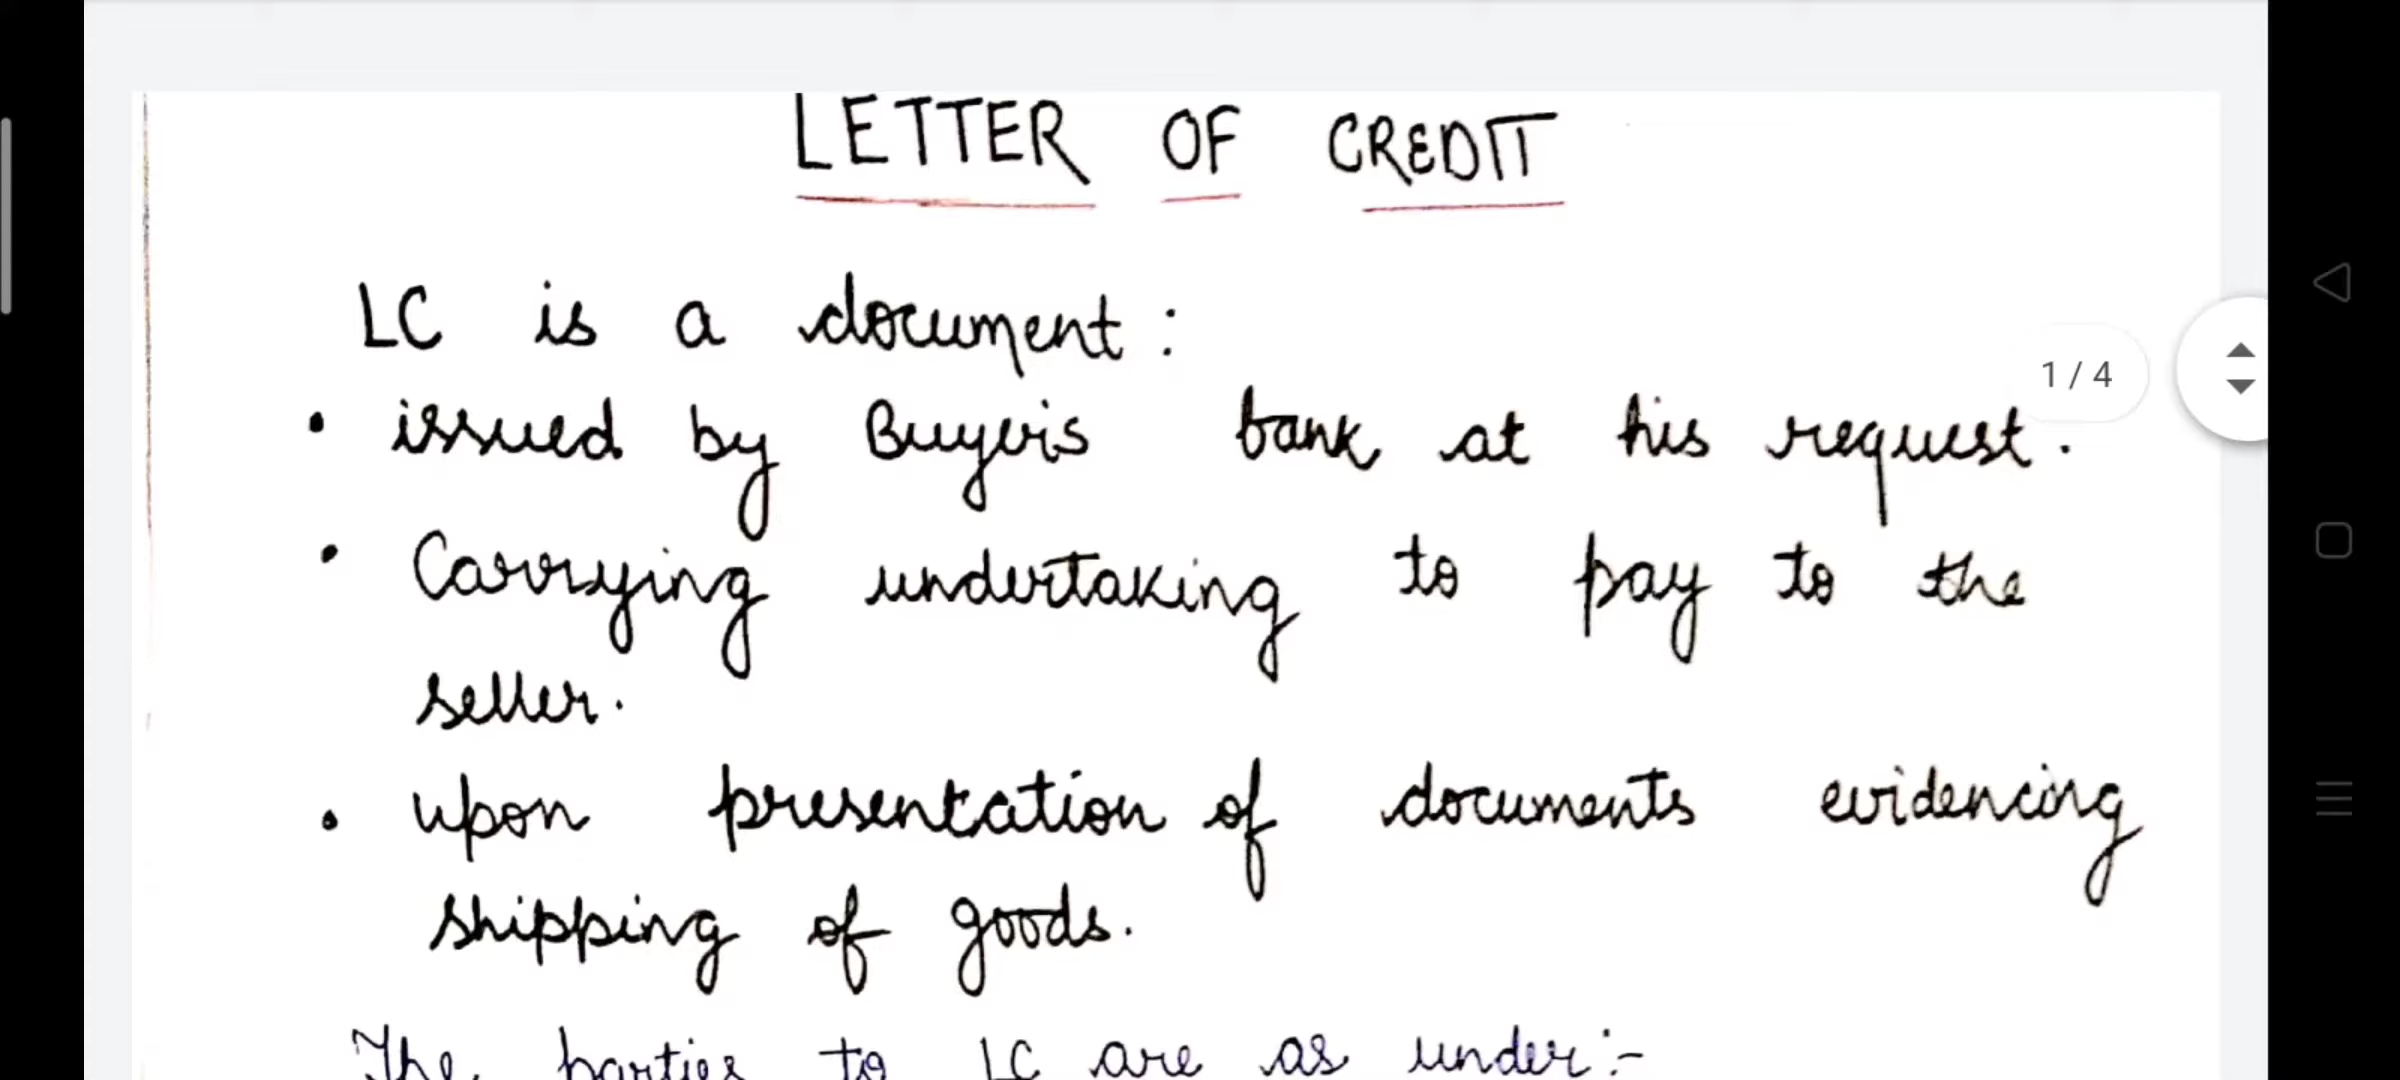 LETTER OF CREDIT
LC is a document :
1 / 4
• issued by Buyer's bank at his request.
• Carrying undertaking to pay to the
seller.
• upon presentation of documents evidencing
shipping of goods.
The parties to LC are as under :-